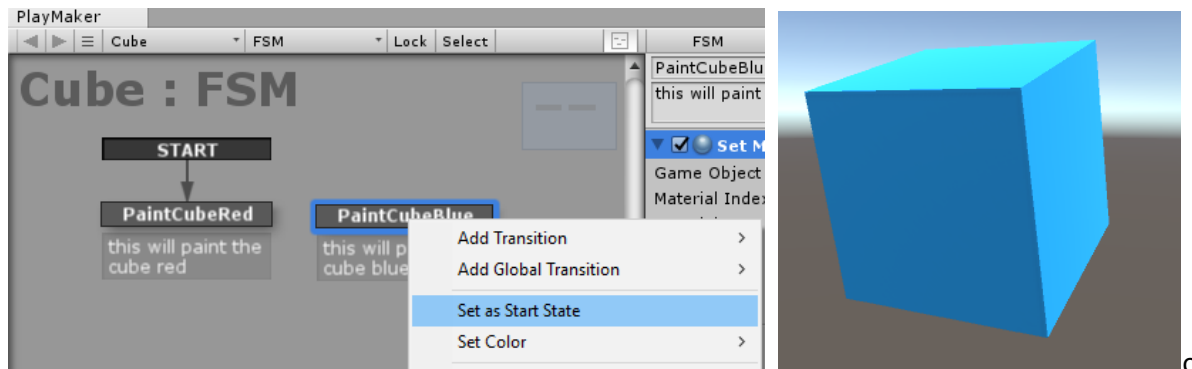 PlayMaker
Cube FSM Lock Select FSM
Cube : FSM
PaintCubeBlu
this will paint
START
Set M
Game Object
Material Index
PaintCubeRed
PaintCubeBlue
this will paint the
cube red
this will p
cube blue
Add Transition
Add Global Transition
Set as Start State
Set Color